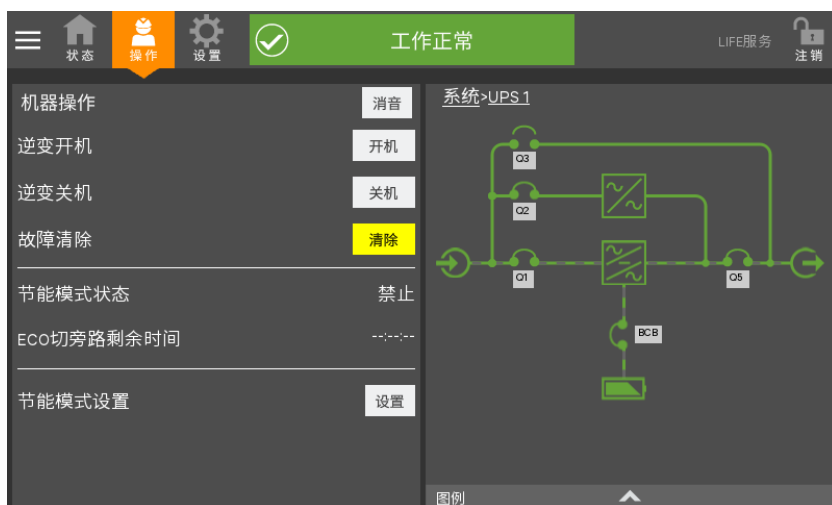 状态
操作
设置
工作正常
LIFE服务
注销
机器操作 消音
逆变开机 开机
逆变关机 关机
故障清除 清除
节能模式状态 禁止
ECO切旁路剩余时间 --:--:--
节能模式设置 设置
系统>UPS 1
Q3
Q2
Q1
Q5
BCB
图例